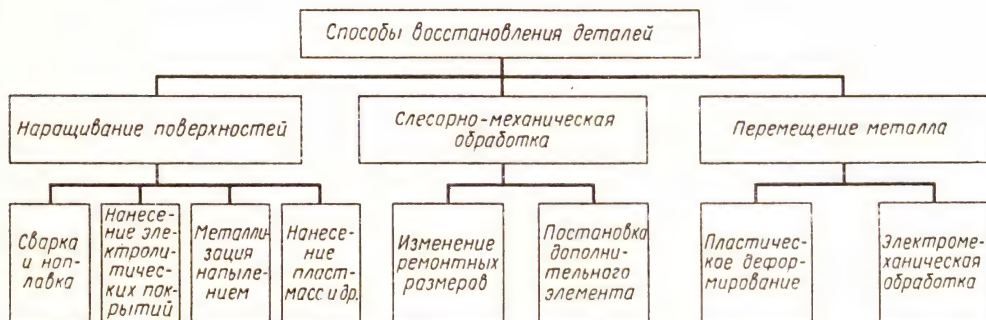 Способы восстановления деталей
Наращивание поверхностей
Слесарно-механическая
обработка
Перемещение металла
Сварка
и нап-
лавка
Нанесе-
ние эле-
ктроли-
тичес-
ких пок-
рытий
Металли-
зация
напыле-
нием
Нанесе-
ние
пласт-
масс и др.
Изменение
ремонтных
размеров
Постановка
дополни-
тельного
элемента
Пластичес-
кое дефор-
мирование
Электроме-
ханическая
обработка